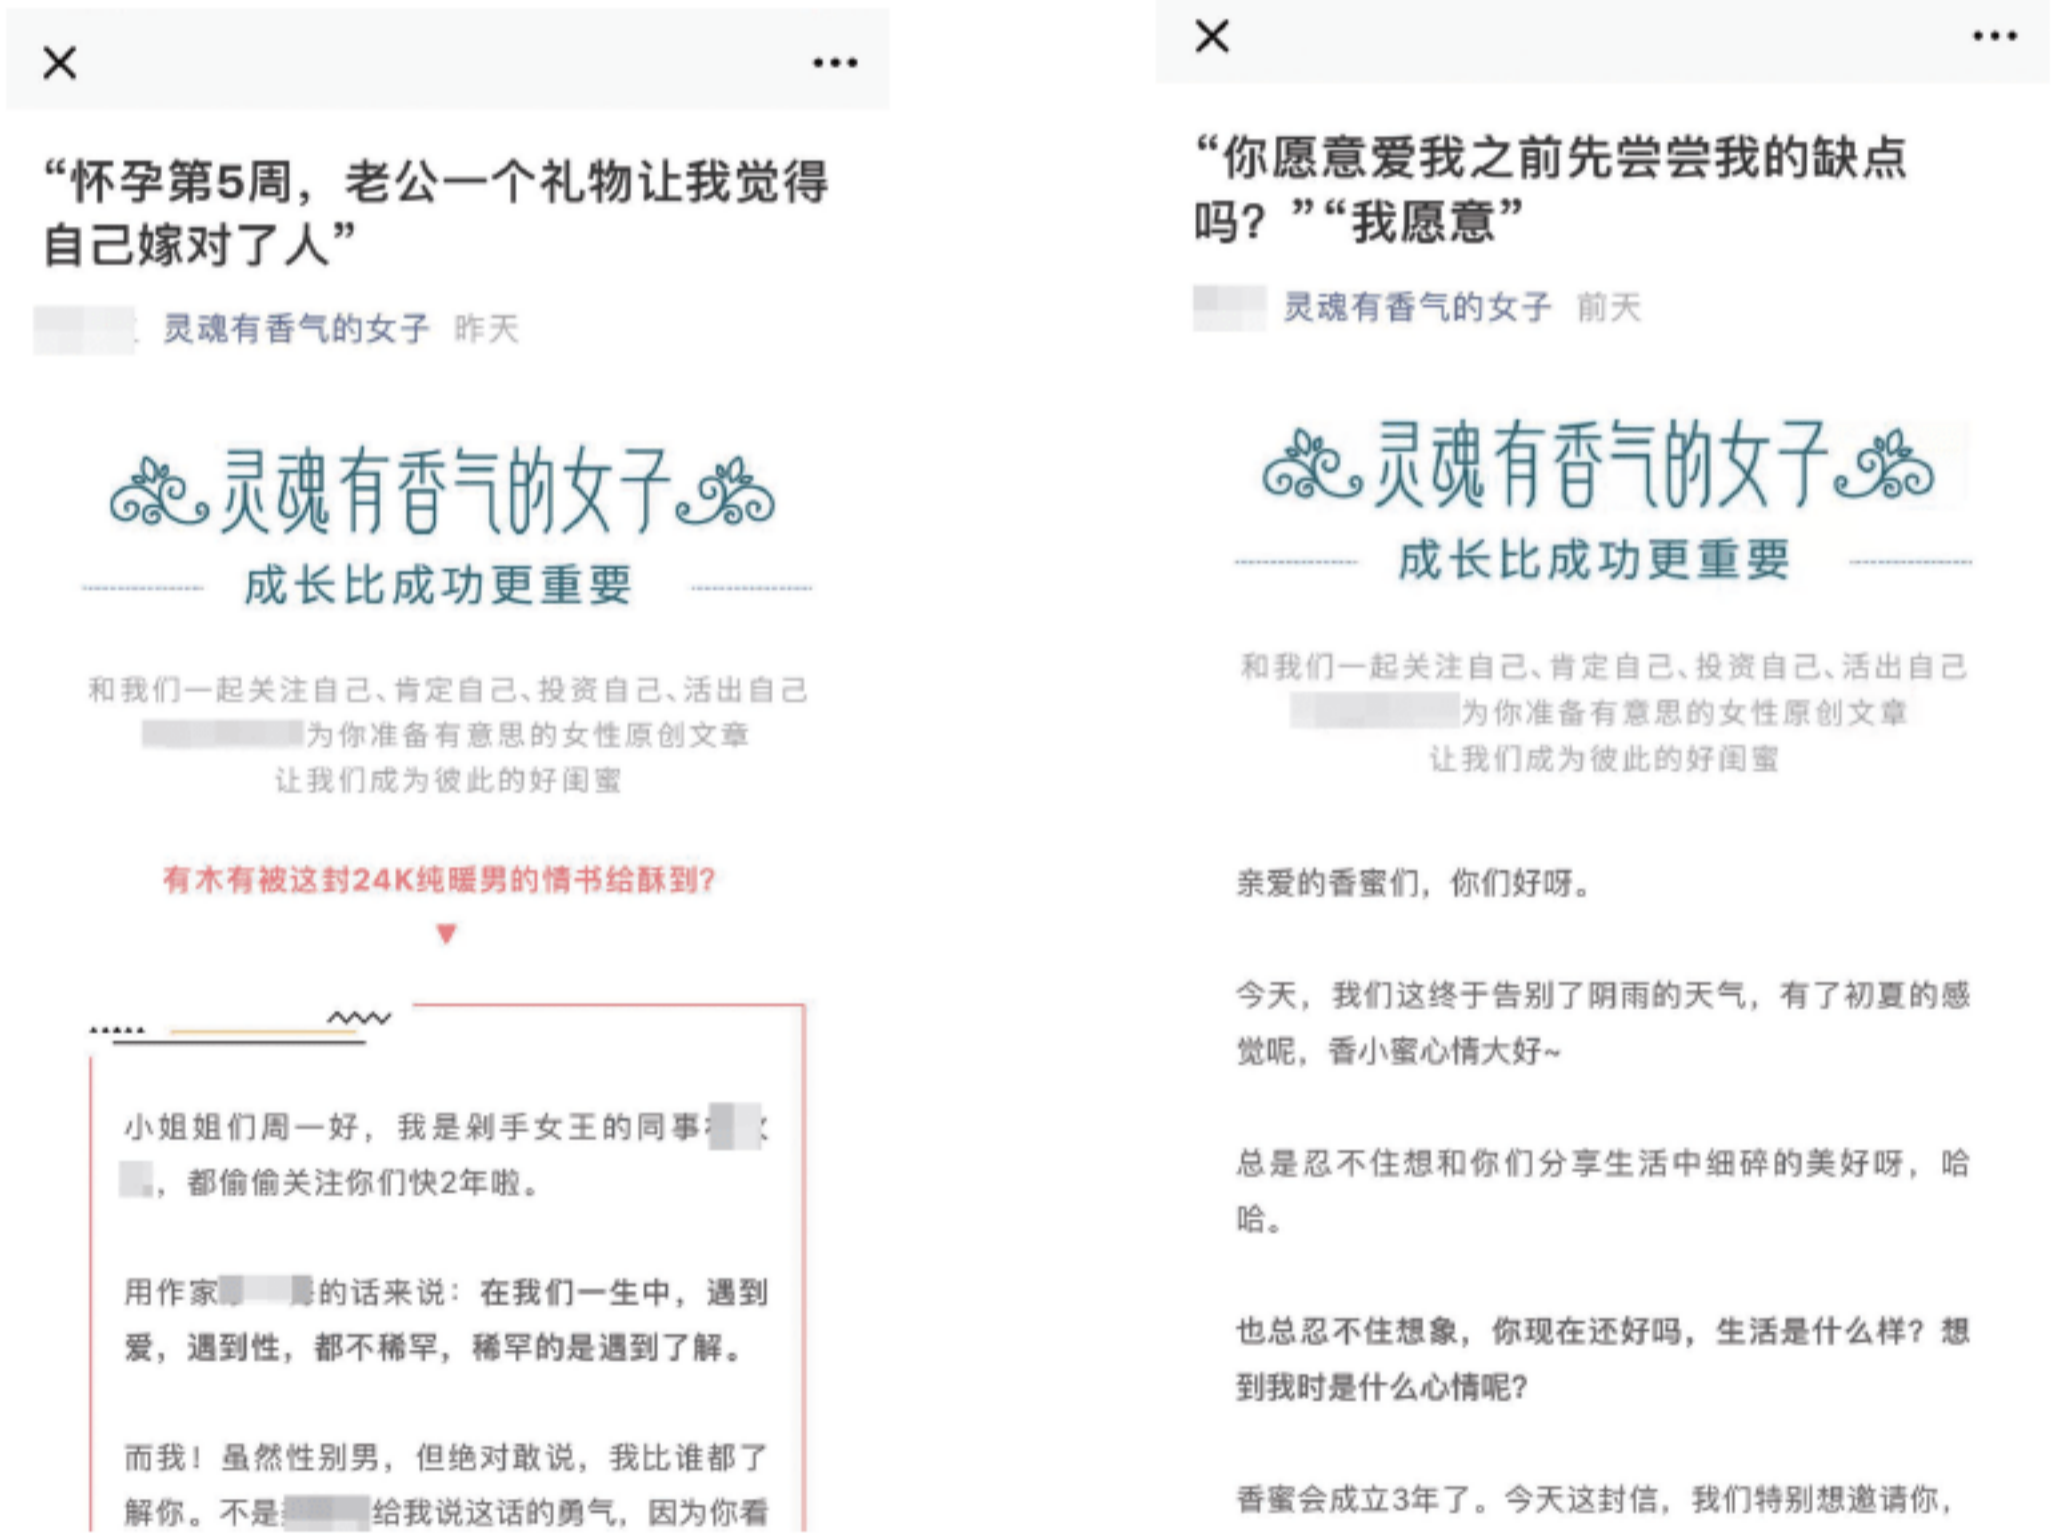 “怀孕第5周，老公一个礼物让我觉得
自己嫁对了人”
灵魂有香气的女子 昨天
灵魂有香气的女子
成长比成功更重要
和我们一起关注自己、肯定自己、投资自己、活出自己
为你准备有意思的女性原创文章
让我们成为彼此的好闺蜜
有木有被这封24K纯暖男的情书给酥到？
小姐姐们周一好，我是剁手女王的同事
，都偷偷关注你们快2年啦。
用作家的话来说：在我们一生中，遇到
爱，遇到性，都不稀罕，稀罕的是遇到了解。
而我！虽然性别男，但绝对敢说，我比谁都了
解你。不是给我说这话的勇气，因为你看
“你愿意爱我之前先尝尝我的缺点
吗？”“我愿意”
灵魂有香气的女子 前天
灵魂有香气的女子
成长比成功更重要
和我们一起关注自己、肯定自己、投资自己、活出自己
为你准备有意思的女性原创文章
让我们成为彼此的好闺蜜
亲爱的香蜜们，你们好呀。
今天，我们这终于告别了阴雨的天气，有了初夏的感
觉呢，香小蜜心情大好~
总是忍不住想和你们分享生活中细碎的美好呀，哈
哈。
也总忍不住想象，你现在还好吗，生活是什么样？想
到我时是什么心情呢？
香蜜会成立3年了。今天这封信，我们特别想邀请你，